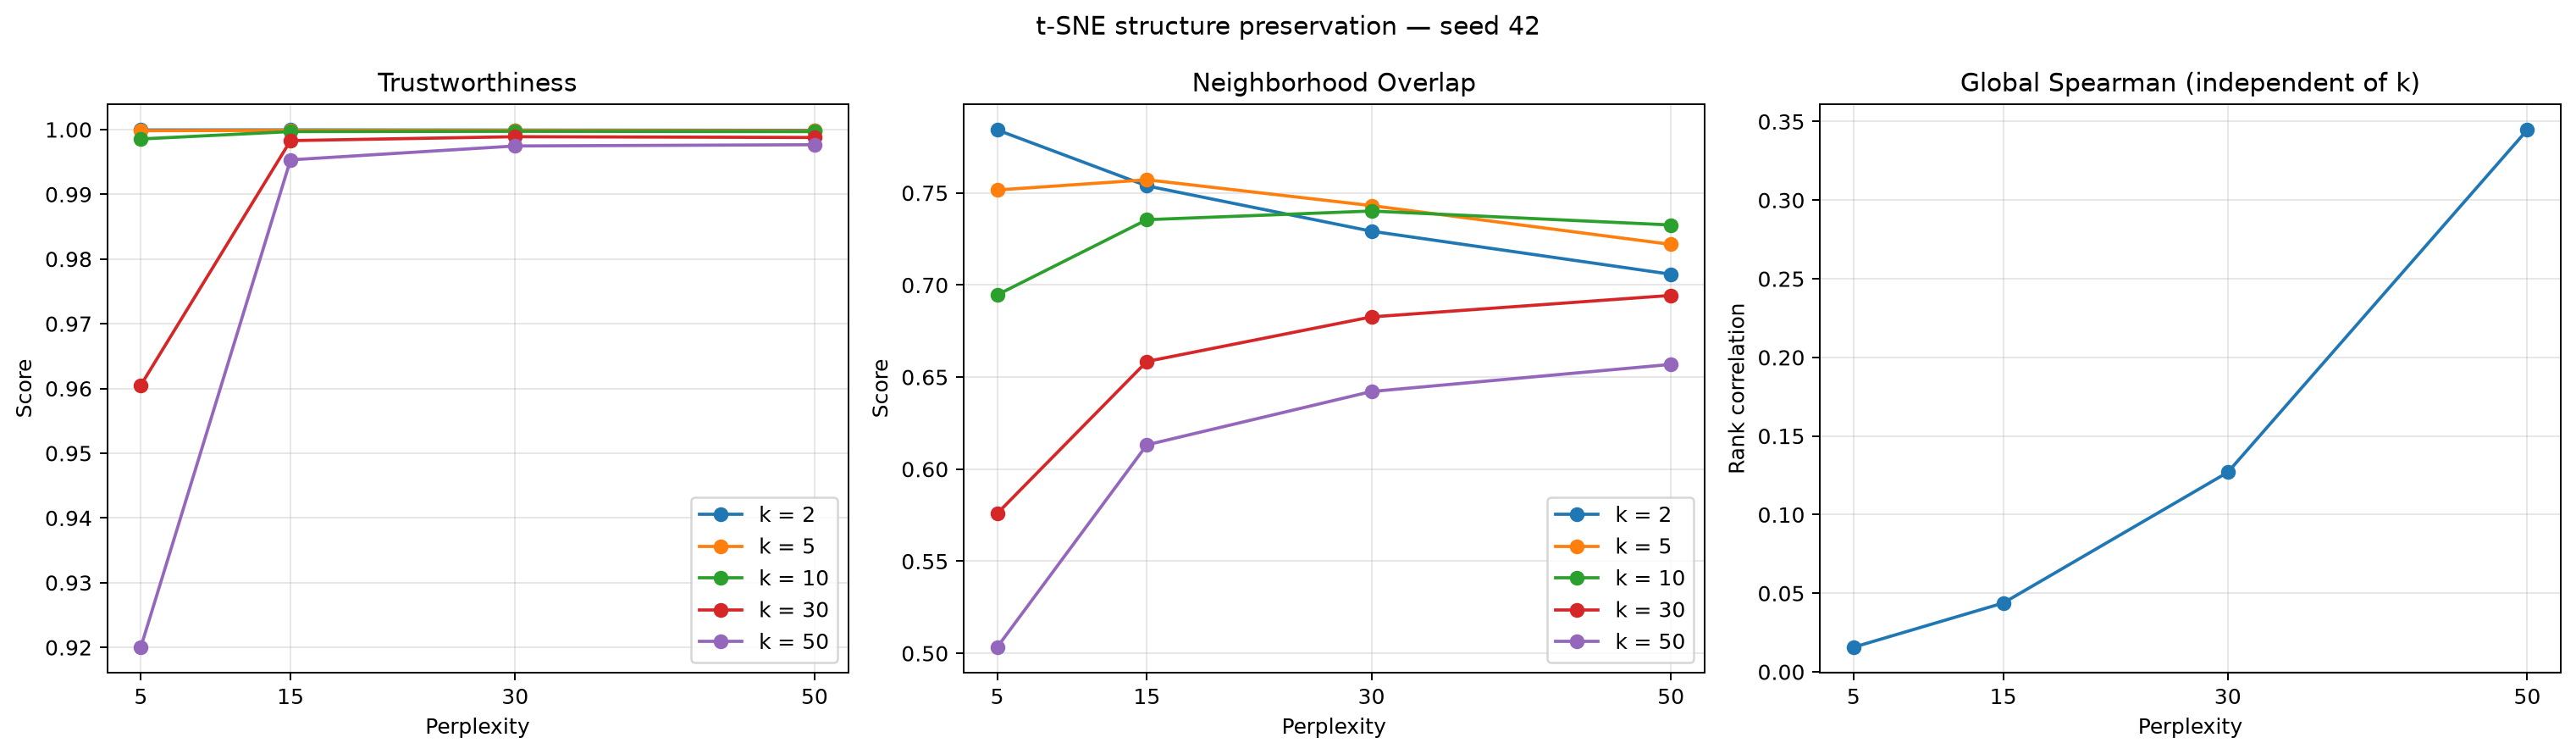 t-SNE structure preservation — seed 42
Trustworthiness
Score
1.00
0.99
0.98
0.97
0.96
0.95
0.94
0.93
0.92
k = 2
k = 5
k = 10
k = 30
k = 50
5 15 30 50
Perplexity
Neighborhood Overlap
Score
0.75
0.70
0.65
0.60
0.55
0.50
k = 2
k = 5
k = 10
k = 30
k = 50
5 15 30 50
Perplexity
Global Spearman (independent of k)
Rank correlation
0.35
0.30
0.25
0.20
0.15
0.10
0.05
0.00
5 15 30 50
Perplexity